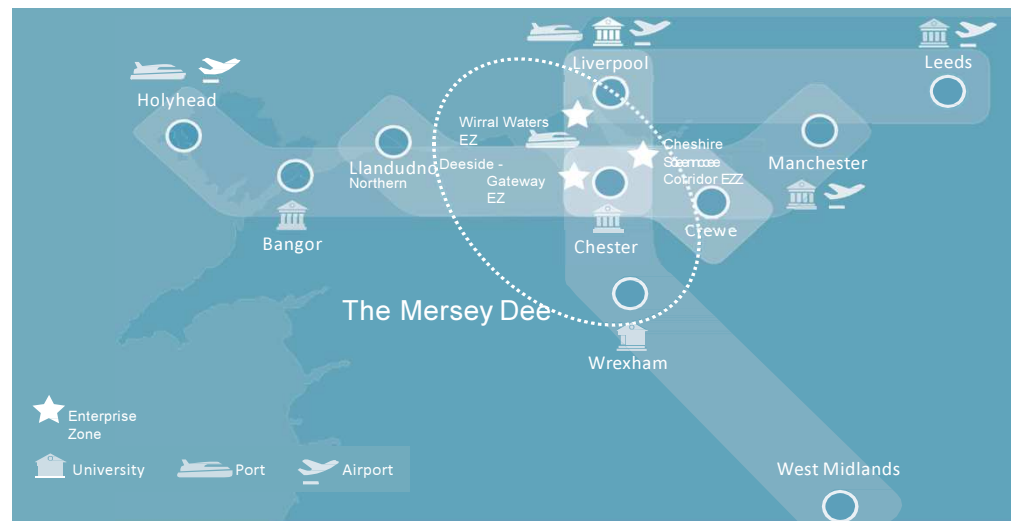 Liverpool
Leeds
Holyhead
Wirral Waters
EZ
Cheshire
Manchester
Llandudno
Northern
Deeside -
Gateway
EZ
Crewe
Bangor
Chester
The Mersey Dee
Wrexham
Enterprise
Zone
University
Port
Airport
West Midlands